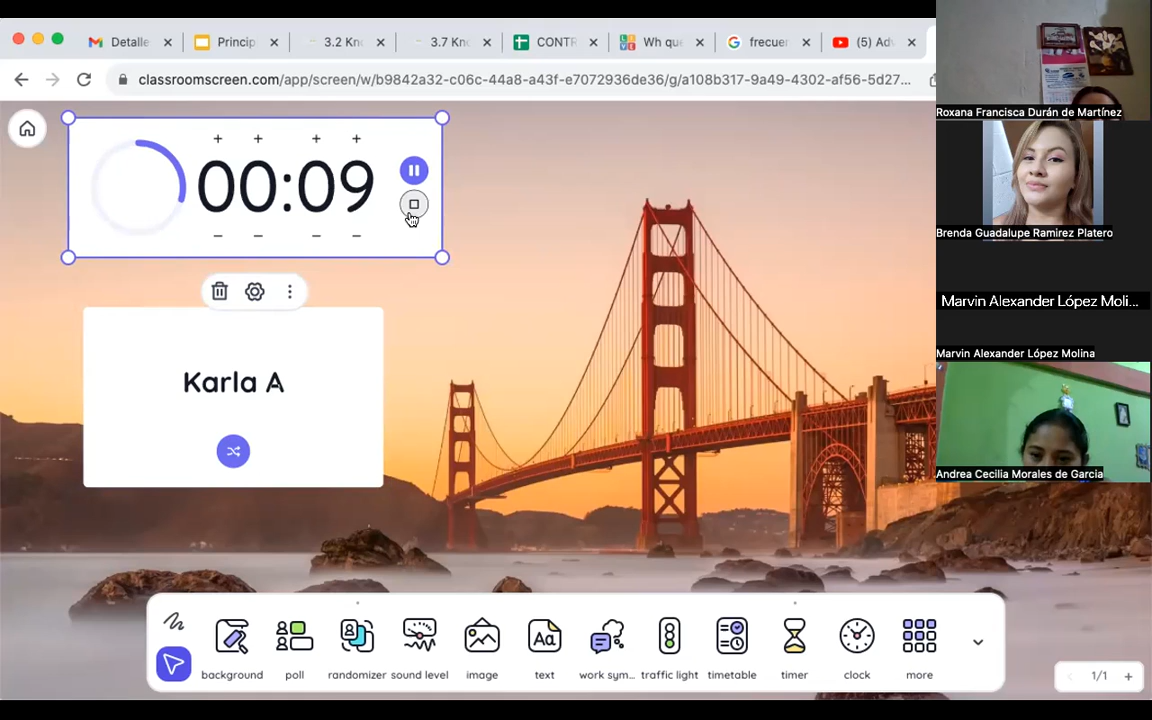 Detalle
Princip
3.2 Kn
3.7 Kno
CONTR
Wh que
frecuer
(5) Adv
classroomscreen.com/app/screen/w/b9842a32-c06c-44a8-a43f-e7072936de36/g/a108b317-9a49-4302-af56-5d27...
00:09
Karla A
background
poll
randomizer
sound level
image
text
work sym...
traffic light
timetable
timer
clock
more
1/1
Roxana Francisca Durán de Martínez
Brenda Guadalupe Ramirez Platero
Marvin Alexander López Moli...
Marvin Alexander López Molina
Andrea Cecilia Morales de Garcia